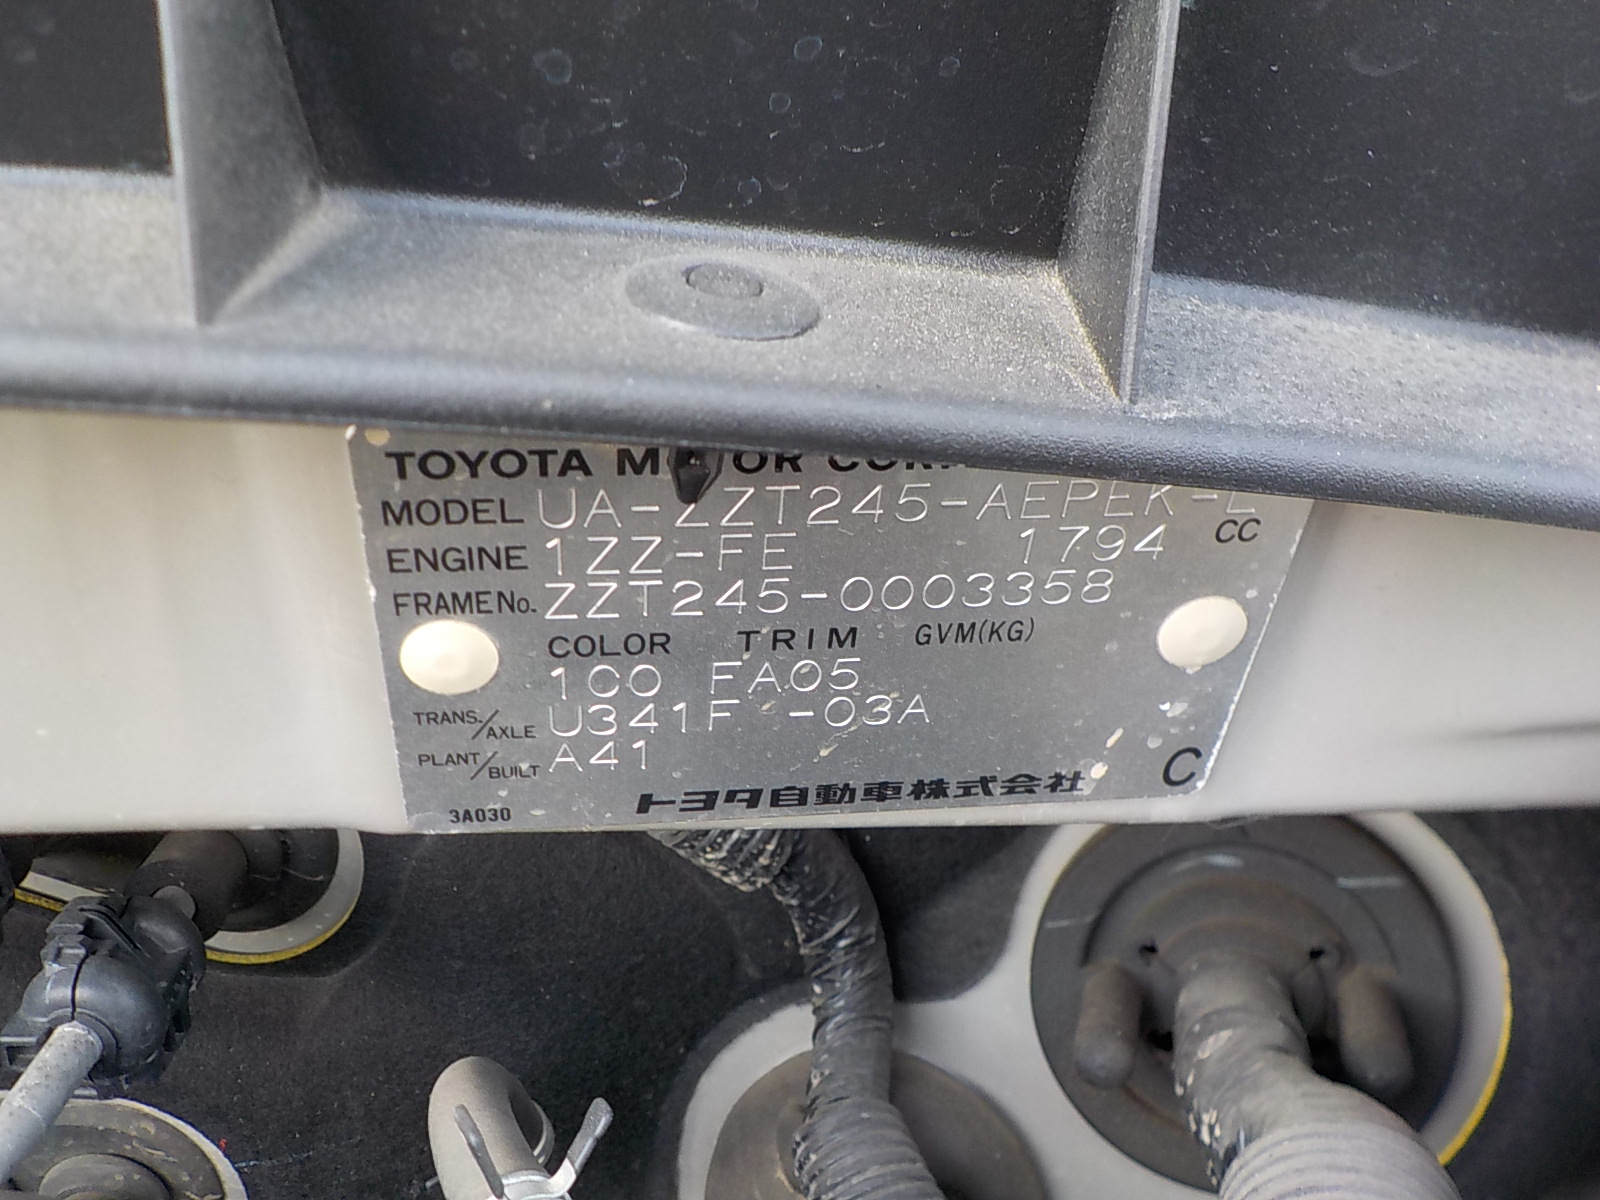 TOYOTA MOTOR CORP
MODEL UA-ZZT245-AEPEK-L
ENGINE 1ZZ-FE 1794 CC
FRAME No. ZZT245-0003358
COLOR TRIM GVM(KG)
1C0 FA05
TRANS./AXLE U341F -03A
PLANT/BUILT A41
3A030 トヨタ自動車株式会社 C